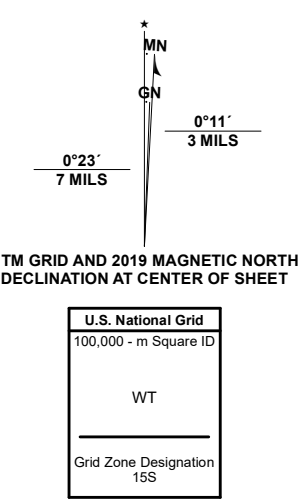 ★
MN
GN
0°11´
3 MILS
0°23´
7 MILS
TM GRID AND 2019 MAGNETIC NORTH
DECLINATION AT CENTER OF SHEET
U.S. National Grid
100,000 - m Square ID
WT
Grid Zone Designation
15S